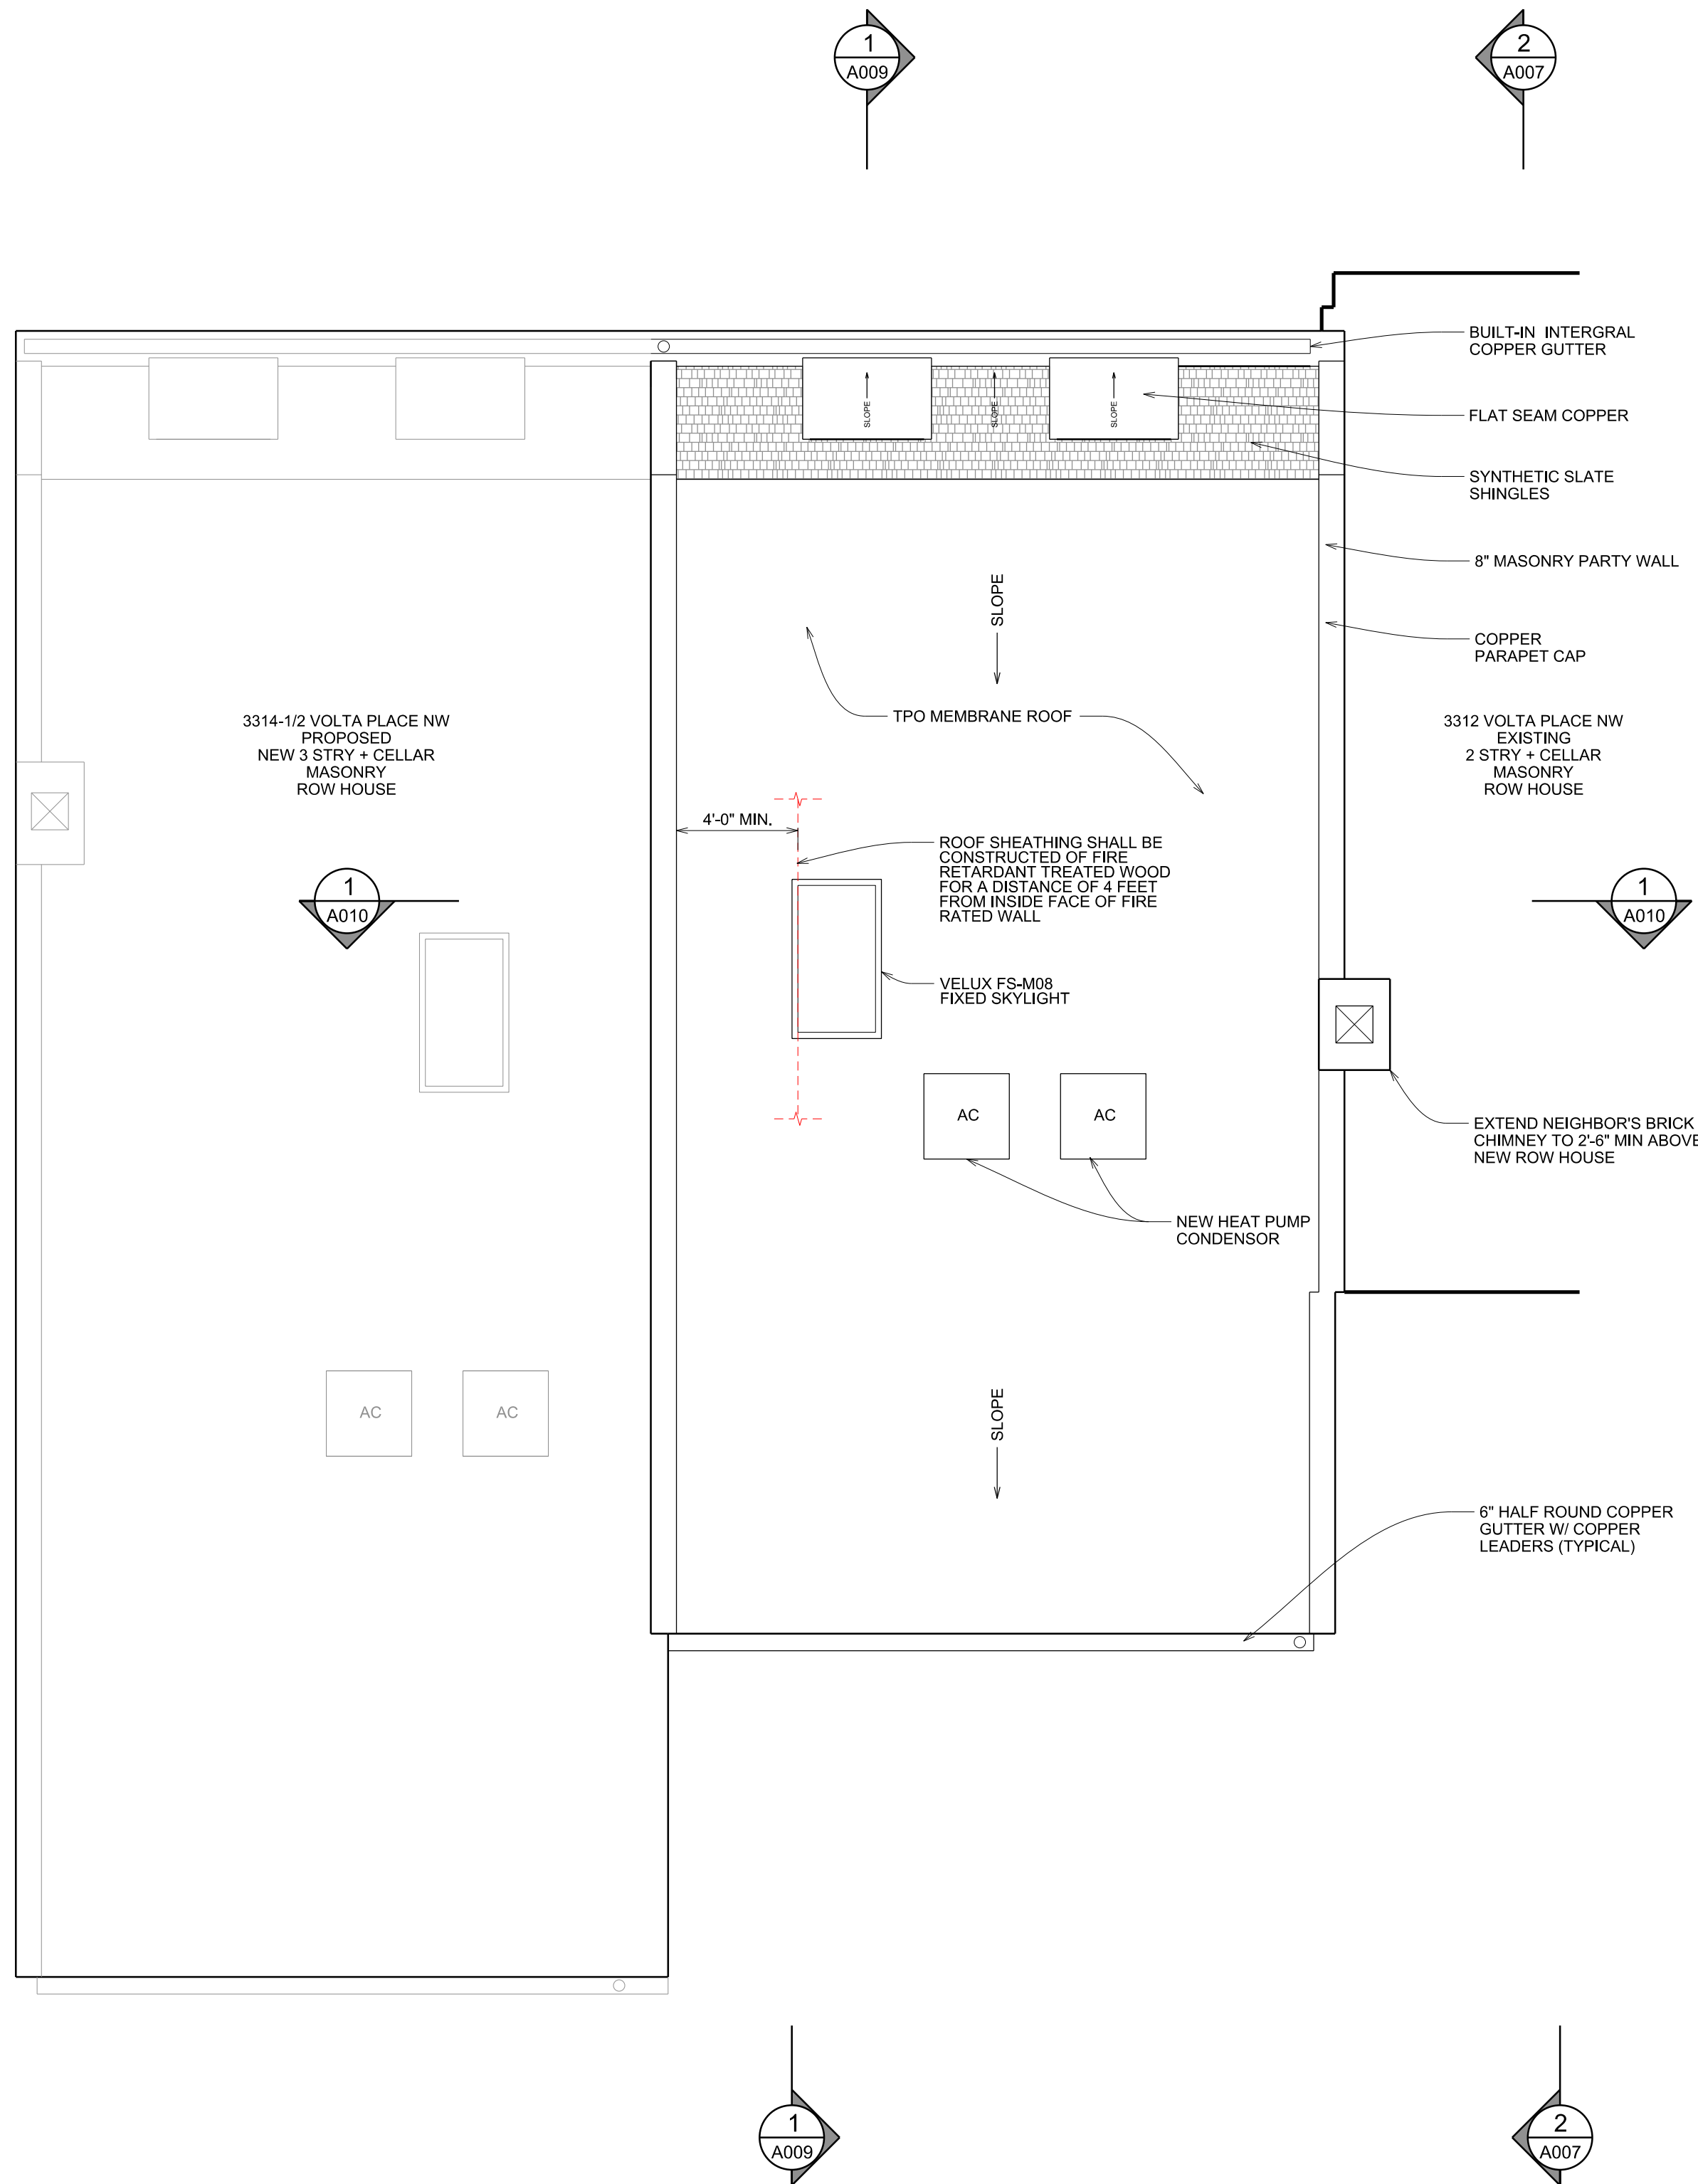 1
A009
2
A007
BUILT-IN INTERGRAL
COPPER GUTTER
FLAT SEAM COPPER
SLOPE
SLOPE
SLOPE
SYNTHETIC SLATE
SHINGLES
8" MASONRY PARTY WALL
SLOPE
COPPER
PARAPET CAP
TPO MEMBRANE ROOF
3314-1/2 VOLTA PLACE NW
PROPOSED
NEW 3 STRY + CELLAR
MASONRY
ROW HOUSE
3312 VOLTA PLACE NW
EXISTING
2 STRY + CELLAR
MASONRY
ROW HOUSE
4'-0" MIN.
ROOF SHEATHING SHALL BE
CONSTRUCTED OF FIRE
RETARDANT TREATED WOOD
FOR A DISTANCE OF 4 FEET
FROM INSIDE FACE OF FIRE
RATED WALL
1
A010
1
A010
VELUX FS-M08
FIXED SKYLIGHT
AC
AC
EXTEND NEIGHBOR'S BRICK
CHIMNEY TO 2'-6" MIN ABOVE
NEW ROW HOUSE
NEW HEAT PUMP
CONDENSOR
AC
AC
SLOPE
6" HALF ROUND COPPER
GUTTER W/ COPPER
LEADERS (TYPICAL)
1
A009
2
A007